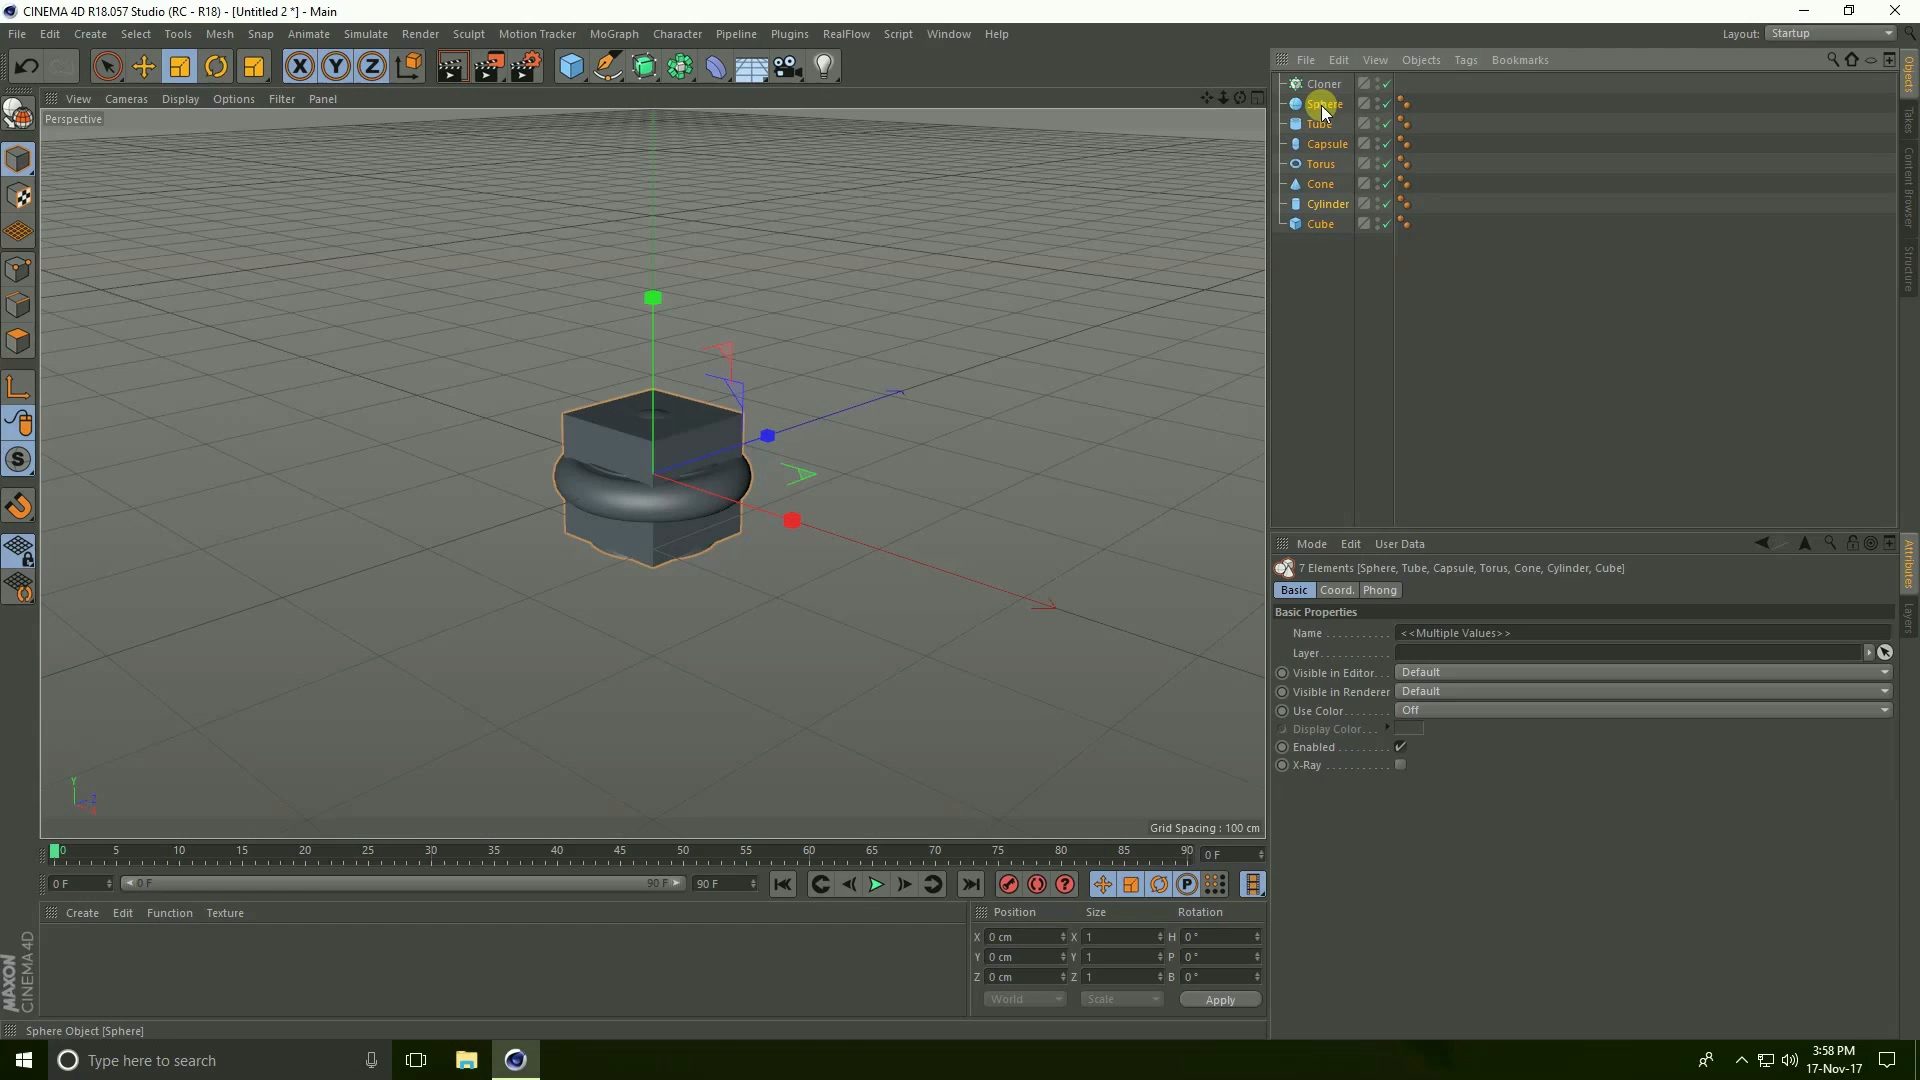 CINEMA 4D R18.057 Studio (RC - R18) - [Untitled 2 *] - Main
File Edit Create Select Tools Mesh Snap Animate Simulate Render Sculpt Motion Tracker MoGraph Character Pipeline Plugins RealFlow Script Window Help
Layout: Startup
X Y Z
File Edit View Objects Tags Bookmarks
View Cameras Display Options Filter Panel
Perspective
Cloner
Sphere
Tube
Capsule
Torus
Cone
Cylinder
Cube
Objects
Takes
Content Browser
Structure
Mode Edit User Data
7 Elements [Sphere, Tube, Capsule, Torus, Cone, Cylinder, Cube]
Basic Coord. Phong
Basic Properties
Name . . . . . . . . . . . <<Multiple Values>>
Layer. . . . . . . . . . . .
Visible in Editor. . . Default
Visible in Renderer Default
Use Color. . . . . . . . Off
Display Color. . . .
Enabled . . . . . . . . .
X-Ray . . . . . . . . . . .
Attributes
Layers
Y
Z
X
Grid Spacing : 100 cm
0 5 10 15 20 25 30 35 40 45 50 55 60 65 70 75 80 85 90 0 F
0 F 0 F 90 F 90 F
P
Create Edit Function Texture
Position Size Rotation
X 0 cm X 1 H 0 °
Y 0 cm Y 1 P 0 °
Z 0 cm Z 1 B 0 °
World Scale Apply
MAXON
CINEMA 4D
Sphere Object [Sphere]
Type here to search
3:58 PM
17-Nov-17